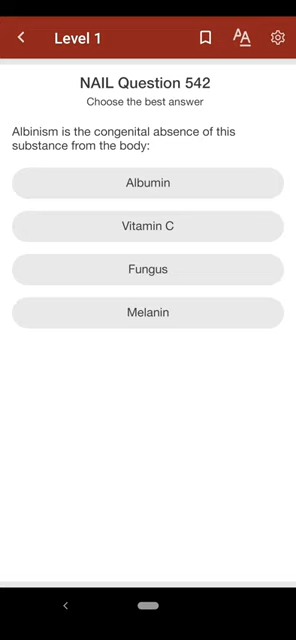 Level 1
NAIL Question 542
Choose the best answer
Albinism is the congenital absence of this
substance from the body:
Albumin
Vitamin C
Fungus
Melanin